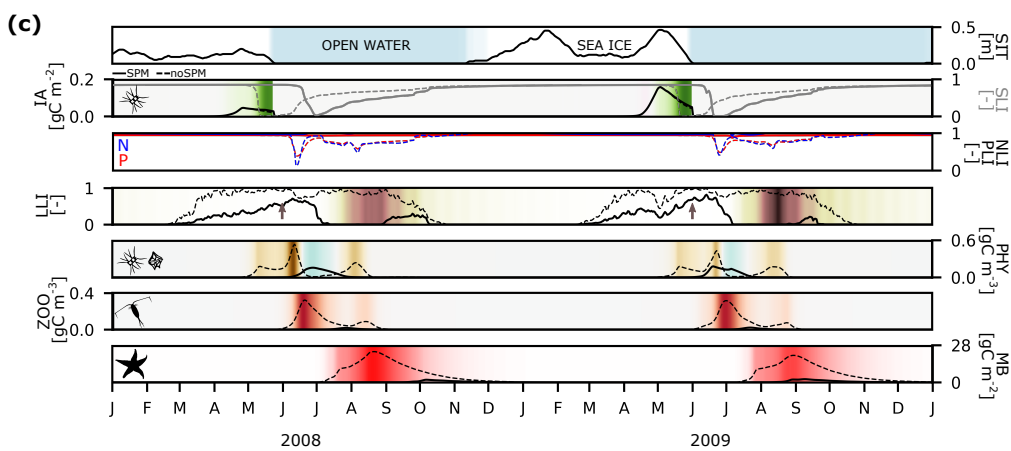 (c)
OPEN WATER
SEA ICE
0.5
0.0
SIT
[m]
SPM
noSPM
IA
[gC m⁻²]
0.2
0.0
1
0
SLI
[-]
N
P
1
0
NLI
PLI
[-]
LLI
[-]
1
0
0.6
0.0
PHY
[gC m⁻³]
ZOO
[gC m⁻³]
0.4
0.0
28
0
MB
[gC m⁻²]
J F M A M J J A S O N D J F M A M J J A S O N D J
2008
2009